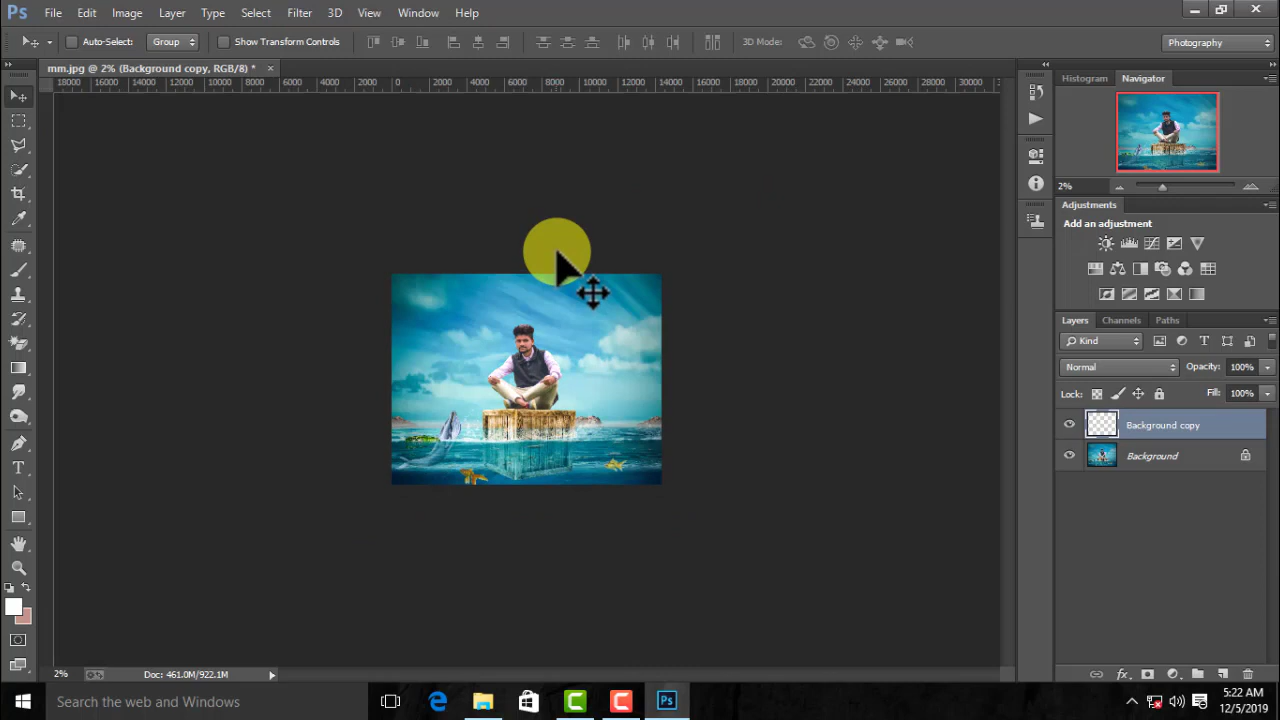 Ps File Edit Image Layer Type Select Filter 3D View Window Help
Auto-Select: Group Show Transform Controls 3D Mode: Photography
mm.jpg @ 2% (Background copy, RGB/8) * ×
18000 16000 14000 12000 10000 8000 6000 4000 2000 0 2000 4000 6000 8000 10000 12000 14000 16000 18000 20000 22000 24000 26000 28000 30000
Histogram Navigator
2%
Adjustments
Add an adjustment
Layers Channels Paths
Kind
Normal Opacity: 100%
Lock: Fill: 100%
Background copy
Background
2% Doc: 461.0M/922.1M
Search the web and Windows
Ps
5:22 AM
12/5/2019